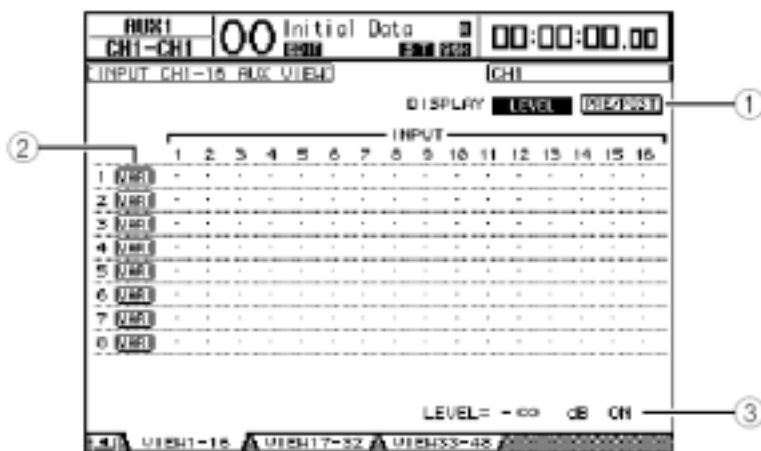 AUX1
CH1-CH1
00
Initial Data
EDIT
00:00:00.00
INPUT CH1-16 AUX VIEW
CH1
DISPLAY LEVEL PRE/POST
1
2
INPUT
1 2 3 4 5 6 7 8 9 10 11 12 13 14 15 16
1 VARI
2 VARI
3 VARI
4 VARI
5 VARI
6 VARI
7 VARI
8 VARI
LEVEL= -∞ dB ON
3
VIEW1-16 VIEW17-32 VIEW33-48